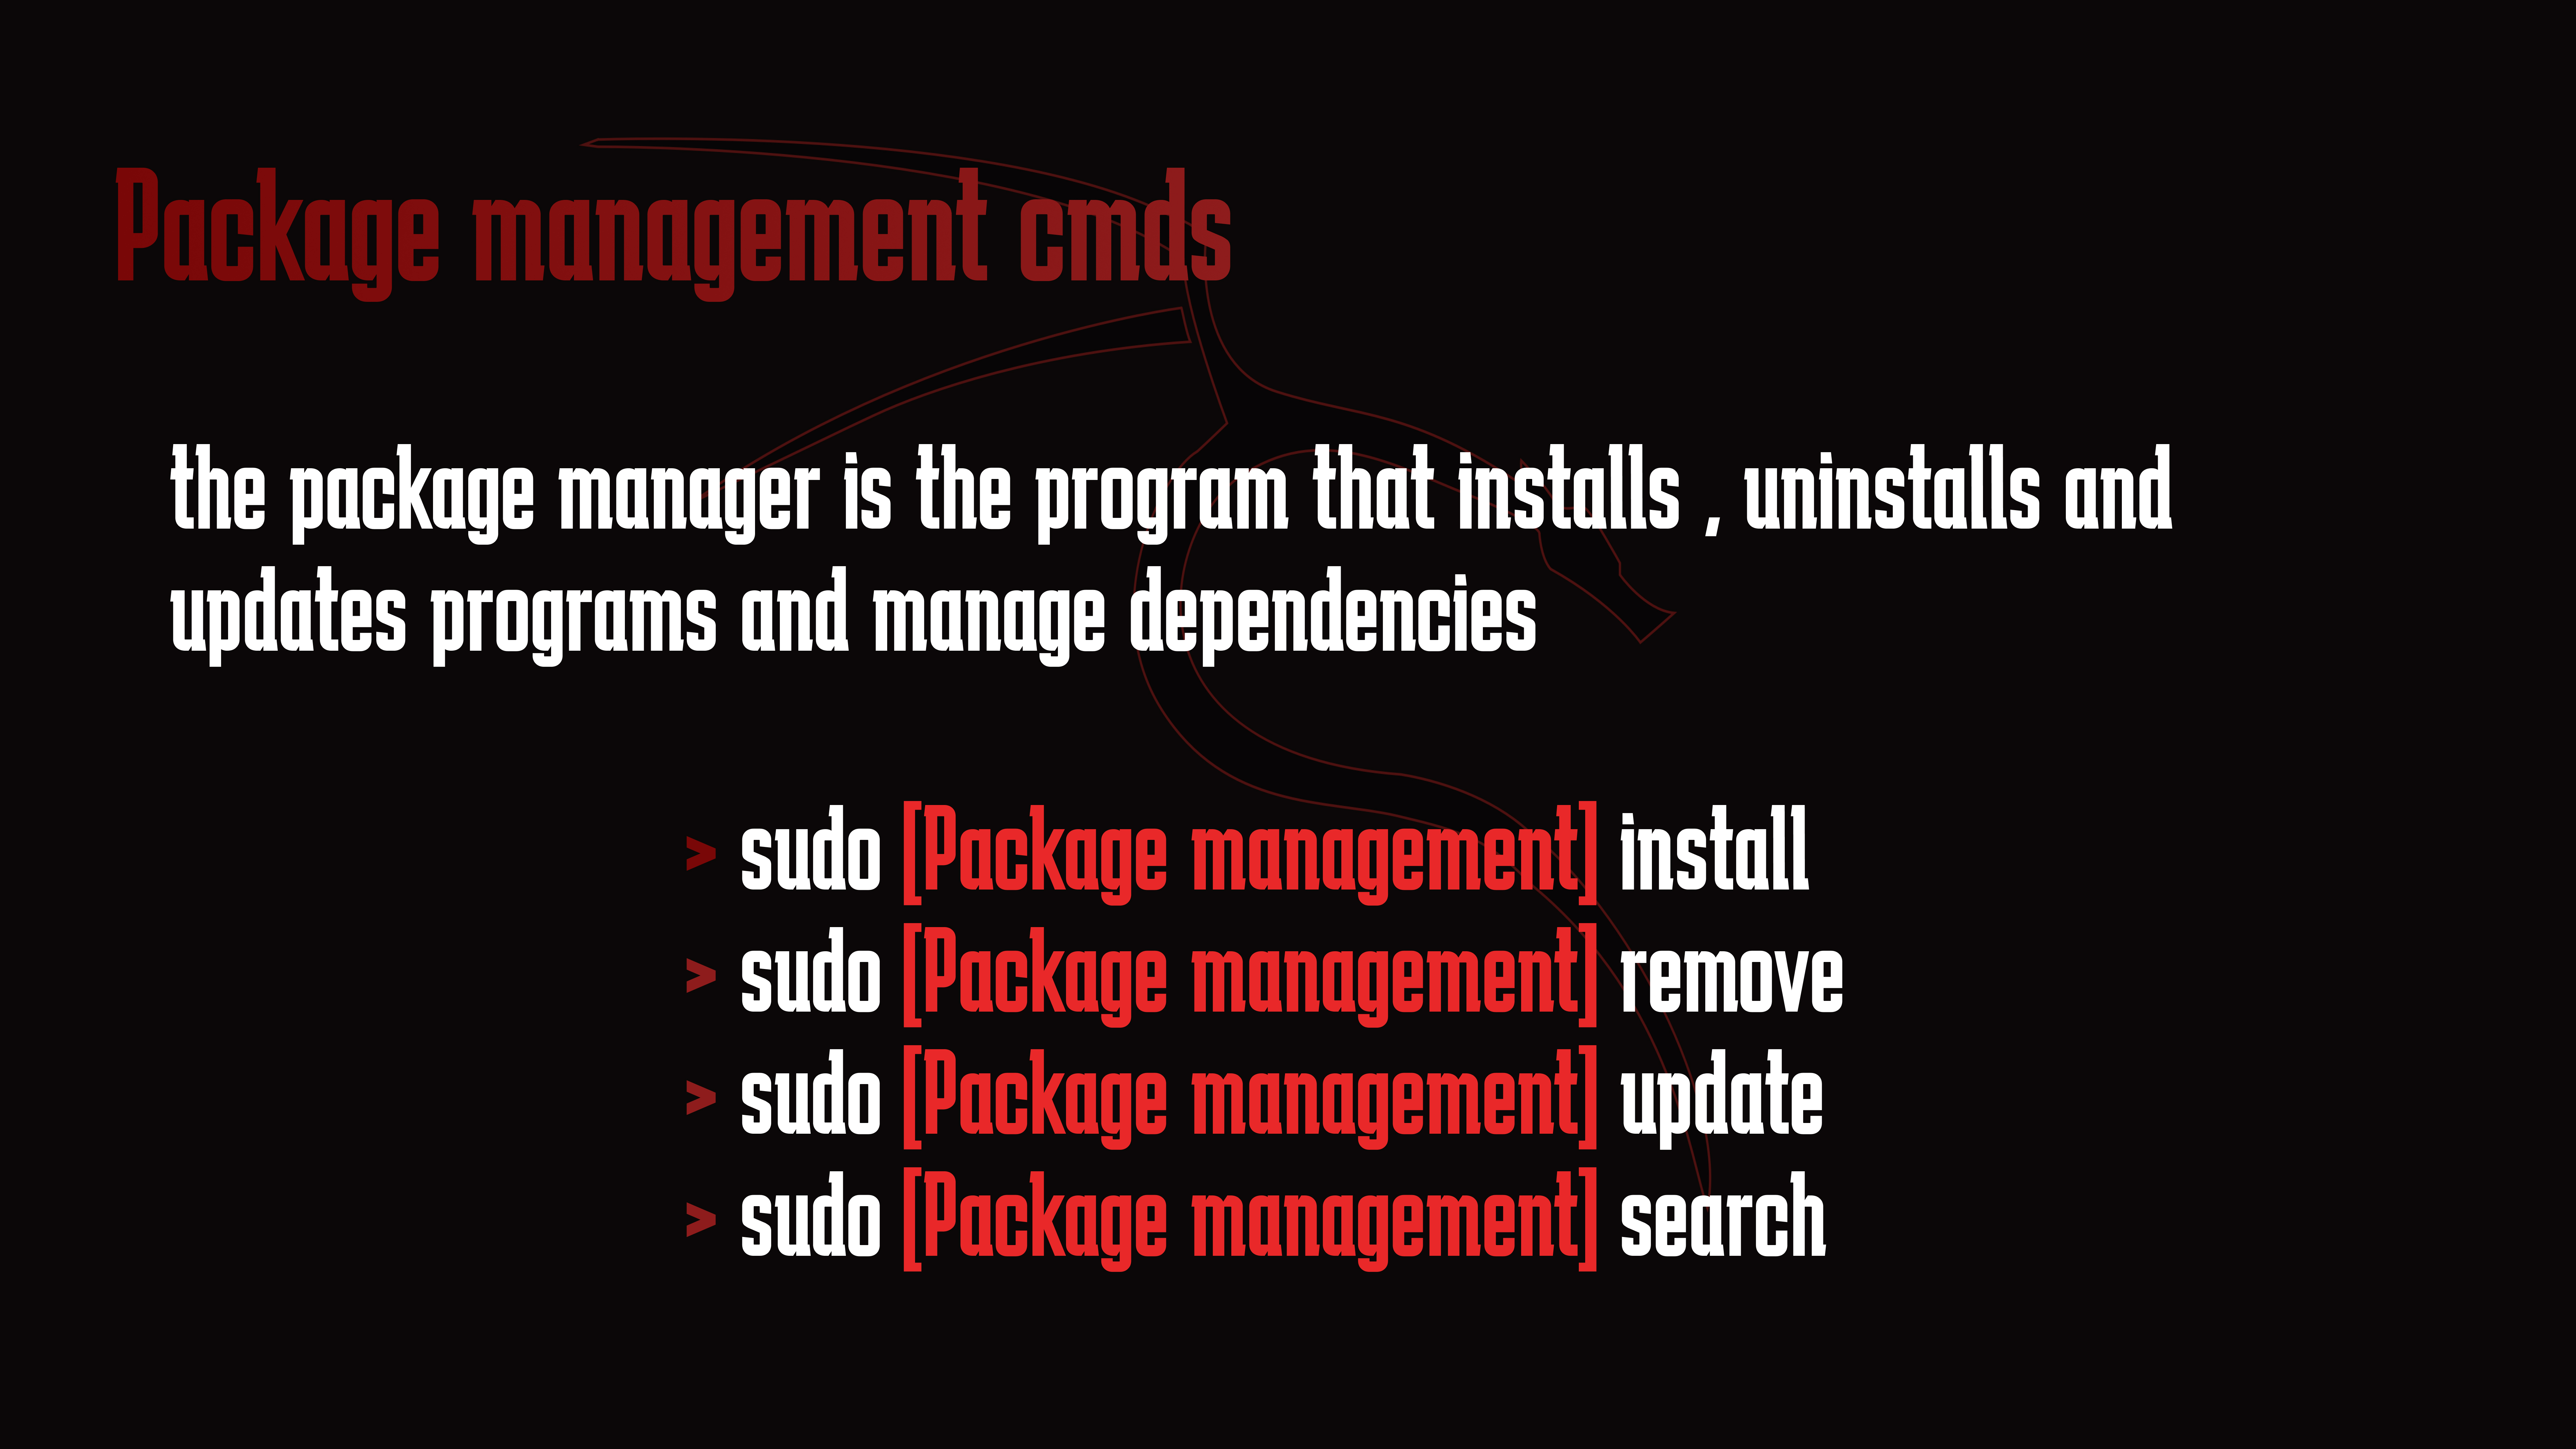 Package management cmds
the package manager is the program that installs , uninstalls and
updates programs and manage dependencies
> sudo [Package management] install
> sudo [Package management] remove
> sudo [Package management] update
> sudo [Package management] search